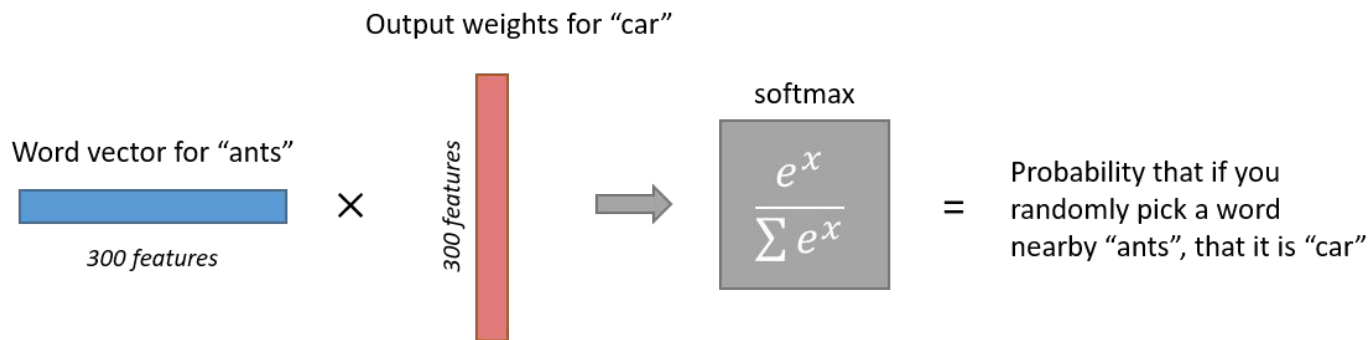 Output weights for “car”
softmax
Word vector for “ants”
300 features
×
300 features
e^x
∑ e^x
=
Probability that if you
randomly pick a word
nearby “ants”, that it is “car”